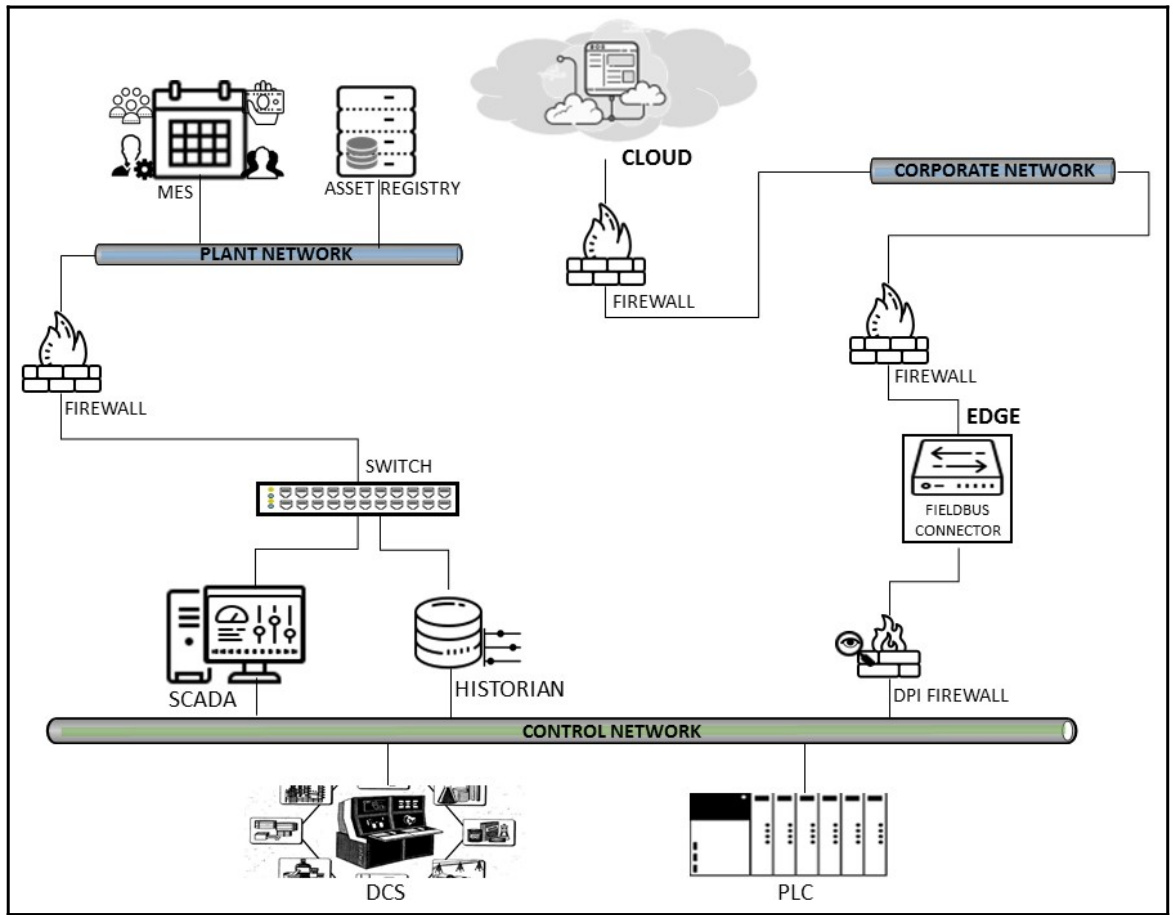 CLOUD
MES
ASSET REGISTRY
CORPORATE NETWORK
PLANT NETWORK
FIREWALL
FIREWALL
FIREWALL
EDGE
SWITCH
FIELDBUS
CONNECTOR
SCADA
HISTORIAN
DPI FIREWALL
CONTROL NETWORK
DCS
PLC